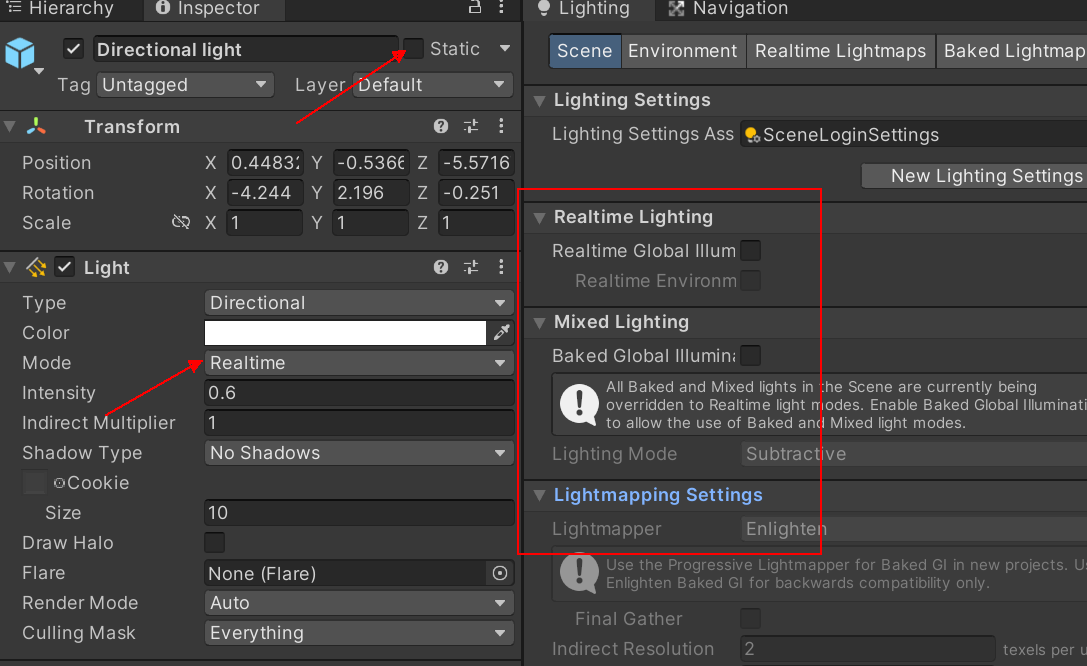 Hierarchy
Inspector
Directional light
Static
Tag
Untagged
Layer
Default
Transform
Position
X
0.4483
Y
-0.5366
Z
-5.5716
Rotation
X
-4.244
Y
2.196
Z
-0.251
Scale
X
1
Y
1
Z
1
Light
Type
Directional
Color
Mode
Realtime
Intensity
0.6
Indirect Multiplier
1
Shadow Type
No Shadows
Cookie
Size
10
Draw Halo
Flare
None (Flare)
Render Mode
Auto
Culling Mask
Everything
Lighting
Navigation
Scene
Environment
Realtime Lightmaps
Baked Lightmap
Lighting Settings
Lighting Settings Ass
SceneLoginSettings
New Lighting Settings
Realtime Lighting
Realtime Global Illum
Realtime Environm
Mixed Lighting
Baked Global Illumin
All Baked and Mixed lights in the Scene are currently being
overridden to Realtime light modes. Enable Baked Global Illuminati
to allow the use of Baked and Mixed light modes.
Lighting Mode
Subtractive
Lightmapping Settings
Lightmapper
Enlighten
Use the Progressive Lightmapper for Baked GI in new projects. Us
Enlighten Baked GI for backwards compatibility only.
Final Gather
Indirect Resolution
2
texels per u